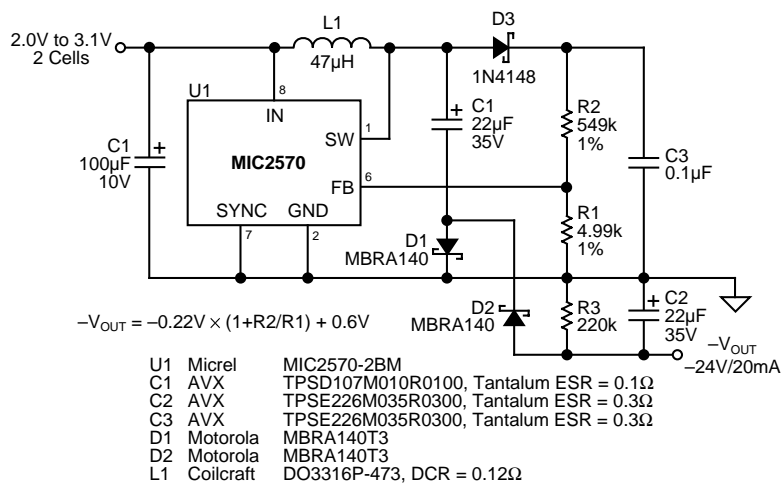 2.0V to 3.1V
2 Cells
L1
47µH
D3
1N4148
U1
8
IN
SW
1
MIC2570
FB
6
SYNC
GND
7
2
C1
100µF
10V
C1
22µF
35V
R2
549k
1%
C3
0.1µF
R1
4.99k
1%
D1
MBRA140
D2
MBRA140
R3
220k
C2
22µF
35V
–VOUT
–24V/20mA
–VOUT = –0.22V × (1+R2/R1) + 0.6V
U1 Micrel MIC2570-2BM
C1 AVX TPSD107M010R0100, Tantalum ESR = 0.1Ω
C2 AVX TPSE226M035R0300, Tantalum ESR = 0.3Ω
C3 AVX TPSE226M035R0300, Tantalum ESR = 0.3Ω
D1 Motorola MBRA140T3
D2 Motorola MBRA140T3
L1 Coilcraft DO3316P-473, DCR = 0.12Ω